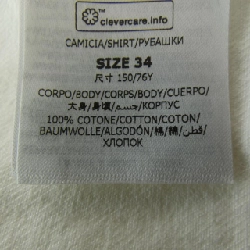 clevercare.info
CAMICIA/SHIRT/РУБАШКИ
SIZE 34
尺寸 150/76Y
CORPO/BODY/CORPS/BODY/CUERPO/
大身/身頃/جسم/КОРПУС
100% COTONE/COTTON/COTON/
BAUMWOLLE/ALGODÓN/棉/綿/قطن/
ХЛОПОК